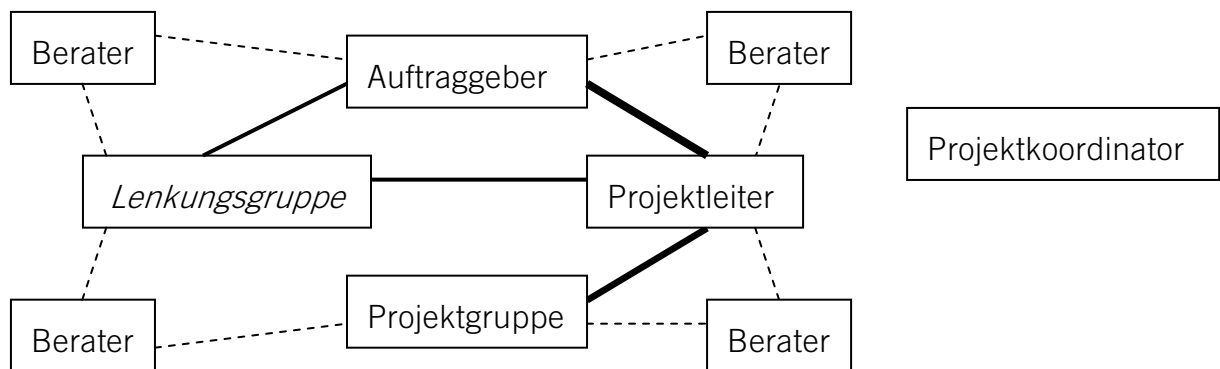 Berater
Auftraggeber
Berater
Projektkoordinator
Lenkungsgruppe
Projektleiter
Berater
Projektgruppe
Berater